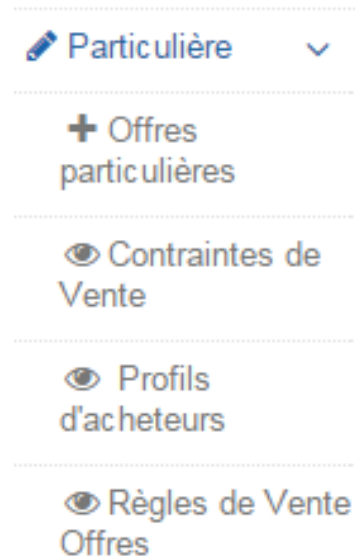 Particulière
Offres
particulières
Contraintes de
Vente
Profils
d'acheteurs
Règles de Vente
Offres